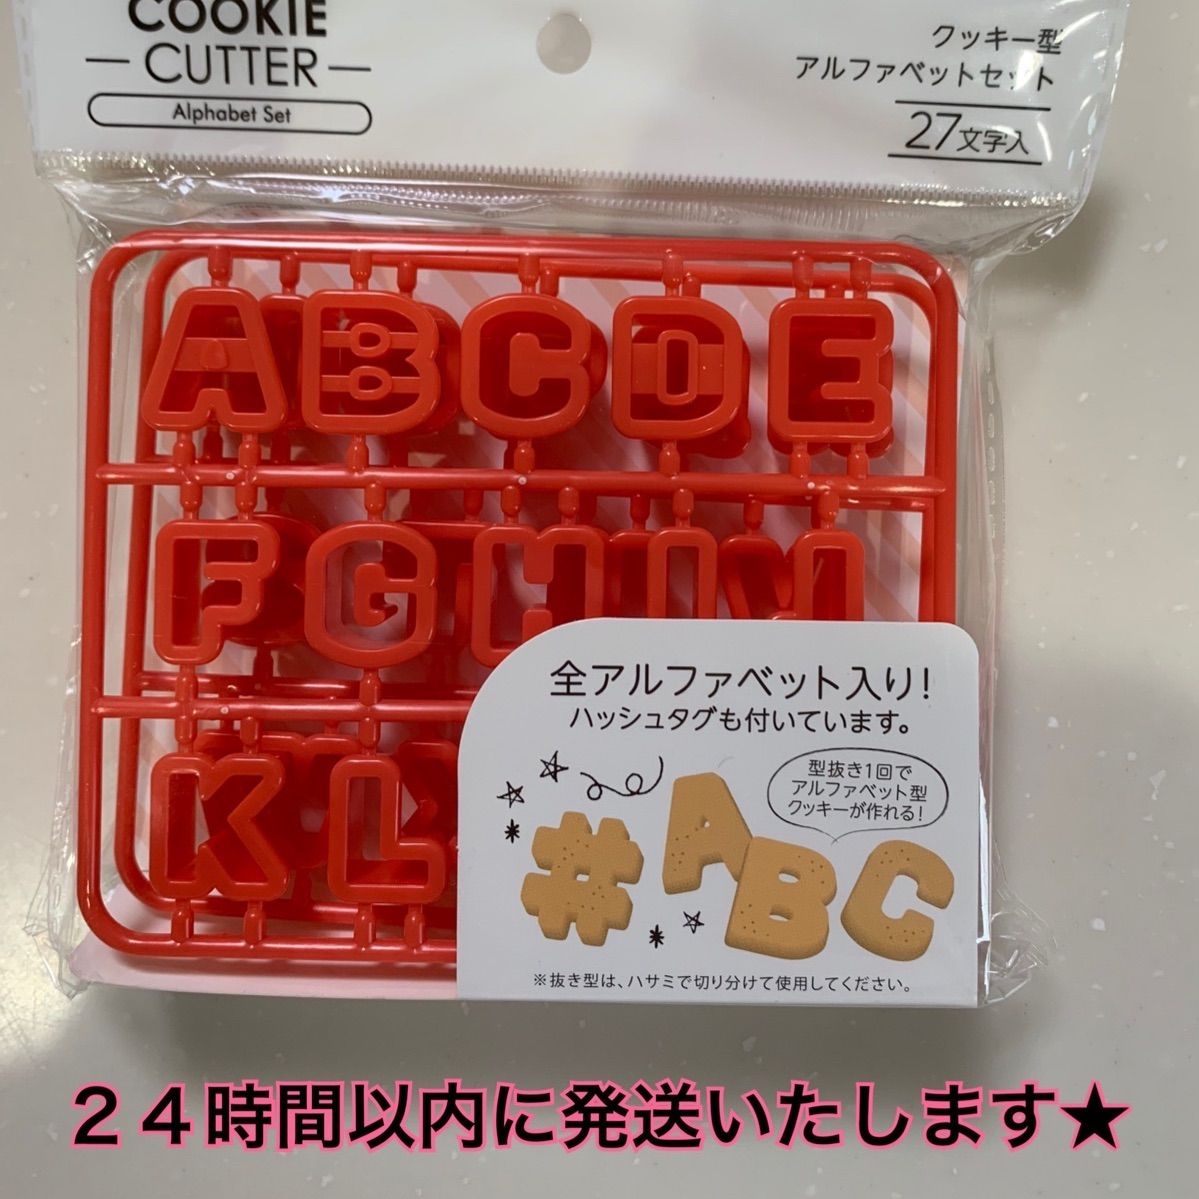 COOKIE
CUTTER
Alphabet Set
クッキー型
アルファベットセット
27文字入
A B C D E
F G H I
K L
全アルファベット入り!
ハッシュタグも付いています。
型抜き1回で
アルファベット型
クッキーが作れる!
#ABC
※抜き型は、ハサミで切り分けて使用してください。
24時間以内に発送いたします★